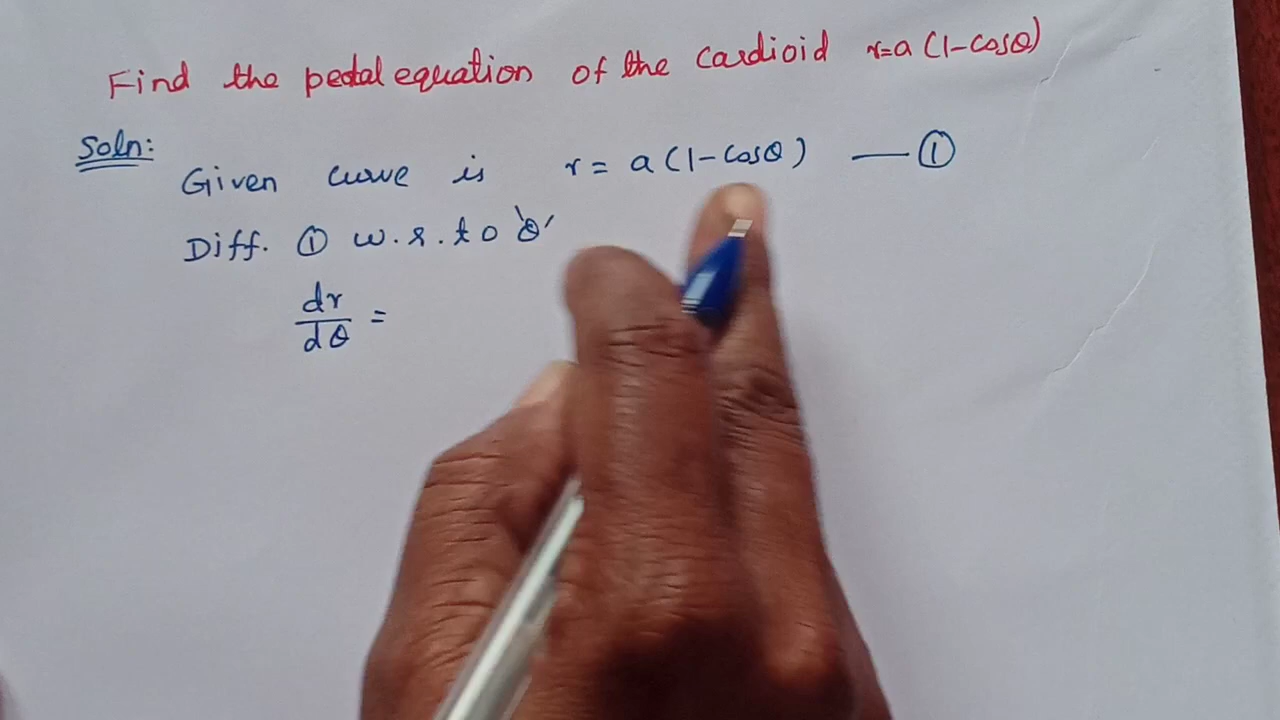 Find the pedal equation of the cardioid r=a(1-cosθ)
Soln:
Given curve is r = a(1-cosθ) — ①
Diff. ① w.r.to 'θ'
dr/dθ =